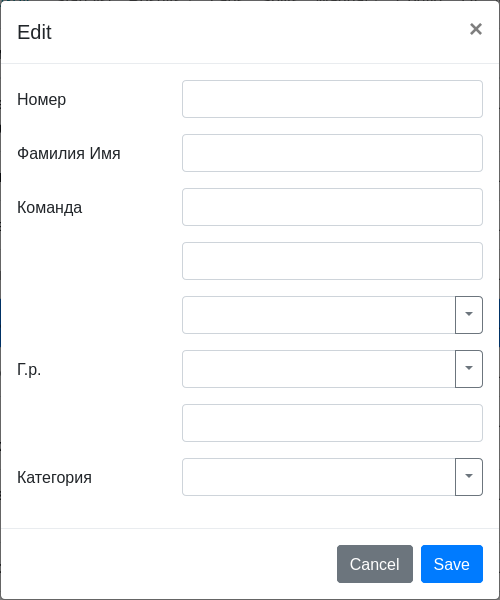 Edit
×
Номер
Фамилия Имя
Команда
Г.р.
Категория
Cancel
Save